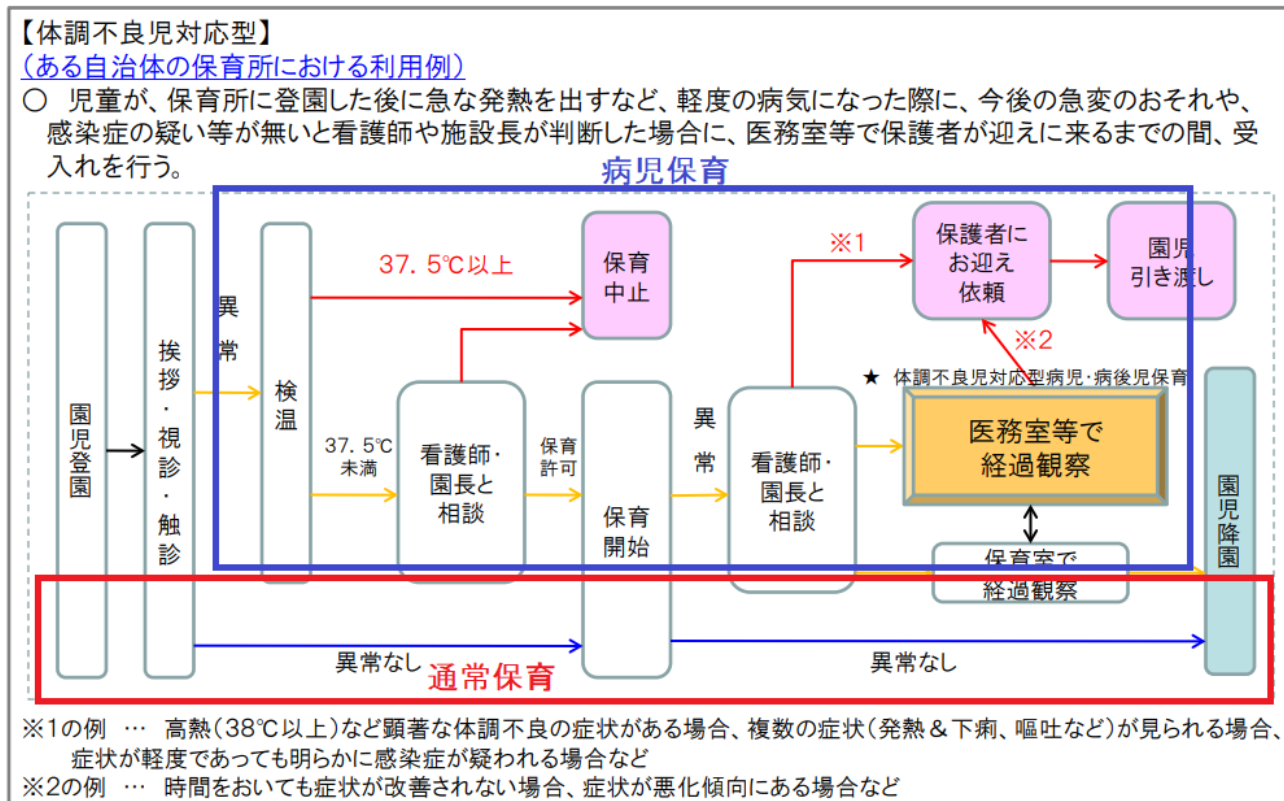 【体調不良児対応型】
（ある自治体の保育所における利用例）
○ 児童が、保育所に登園した後に急な発熱を出すなど、軽度の病気になった際に、今後の急変のおそれや、
感染症の疑い等が無いと看護師や施設長が判断した場合に、医務室等で保護者が迎えに来るまでの間、受
入れを行う。
病児保育
園児登園
挨拶・視診・触診
異常
検温
37．5℃以上
保育
中止
37．5℃
未満
看護師・
園長と
相談
保育
許可
保育
開始
異常
看護師・
園長と
相談
※1
保護者に
お迎え
依頼
園児
引き渡し
※2
★ 体調不良児対応型病児・病後児保育
医務室等で
経過観察
保育室で
経過観察
園児降園
異常なし
通常保育
異常なし
※1の例 … 高熱（38℃以上）など顕著な体調不良の症状がある場合、複数の症状（発熱＆下痢、嘔吐など）が見られる場合、
症状が軽度であっても明らかに感染症が疑われる場合など
※2の例 … 時間をおいても症状が改善されない場合、症状が悪化傾向にある場合など